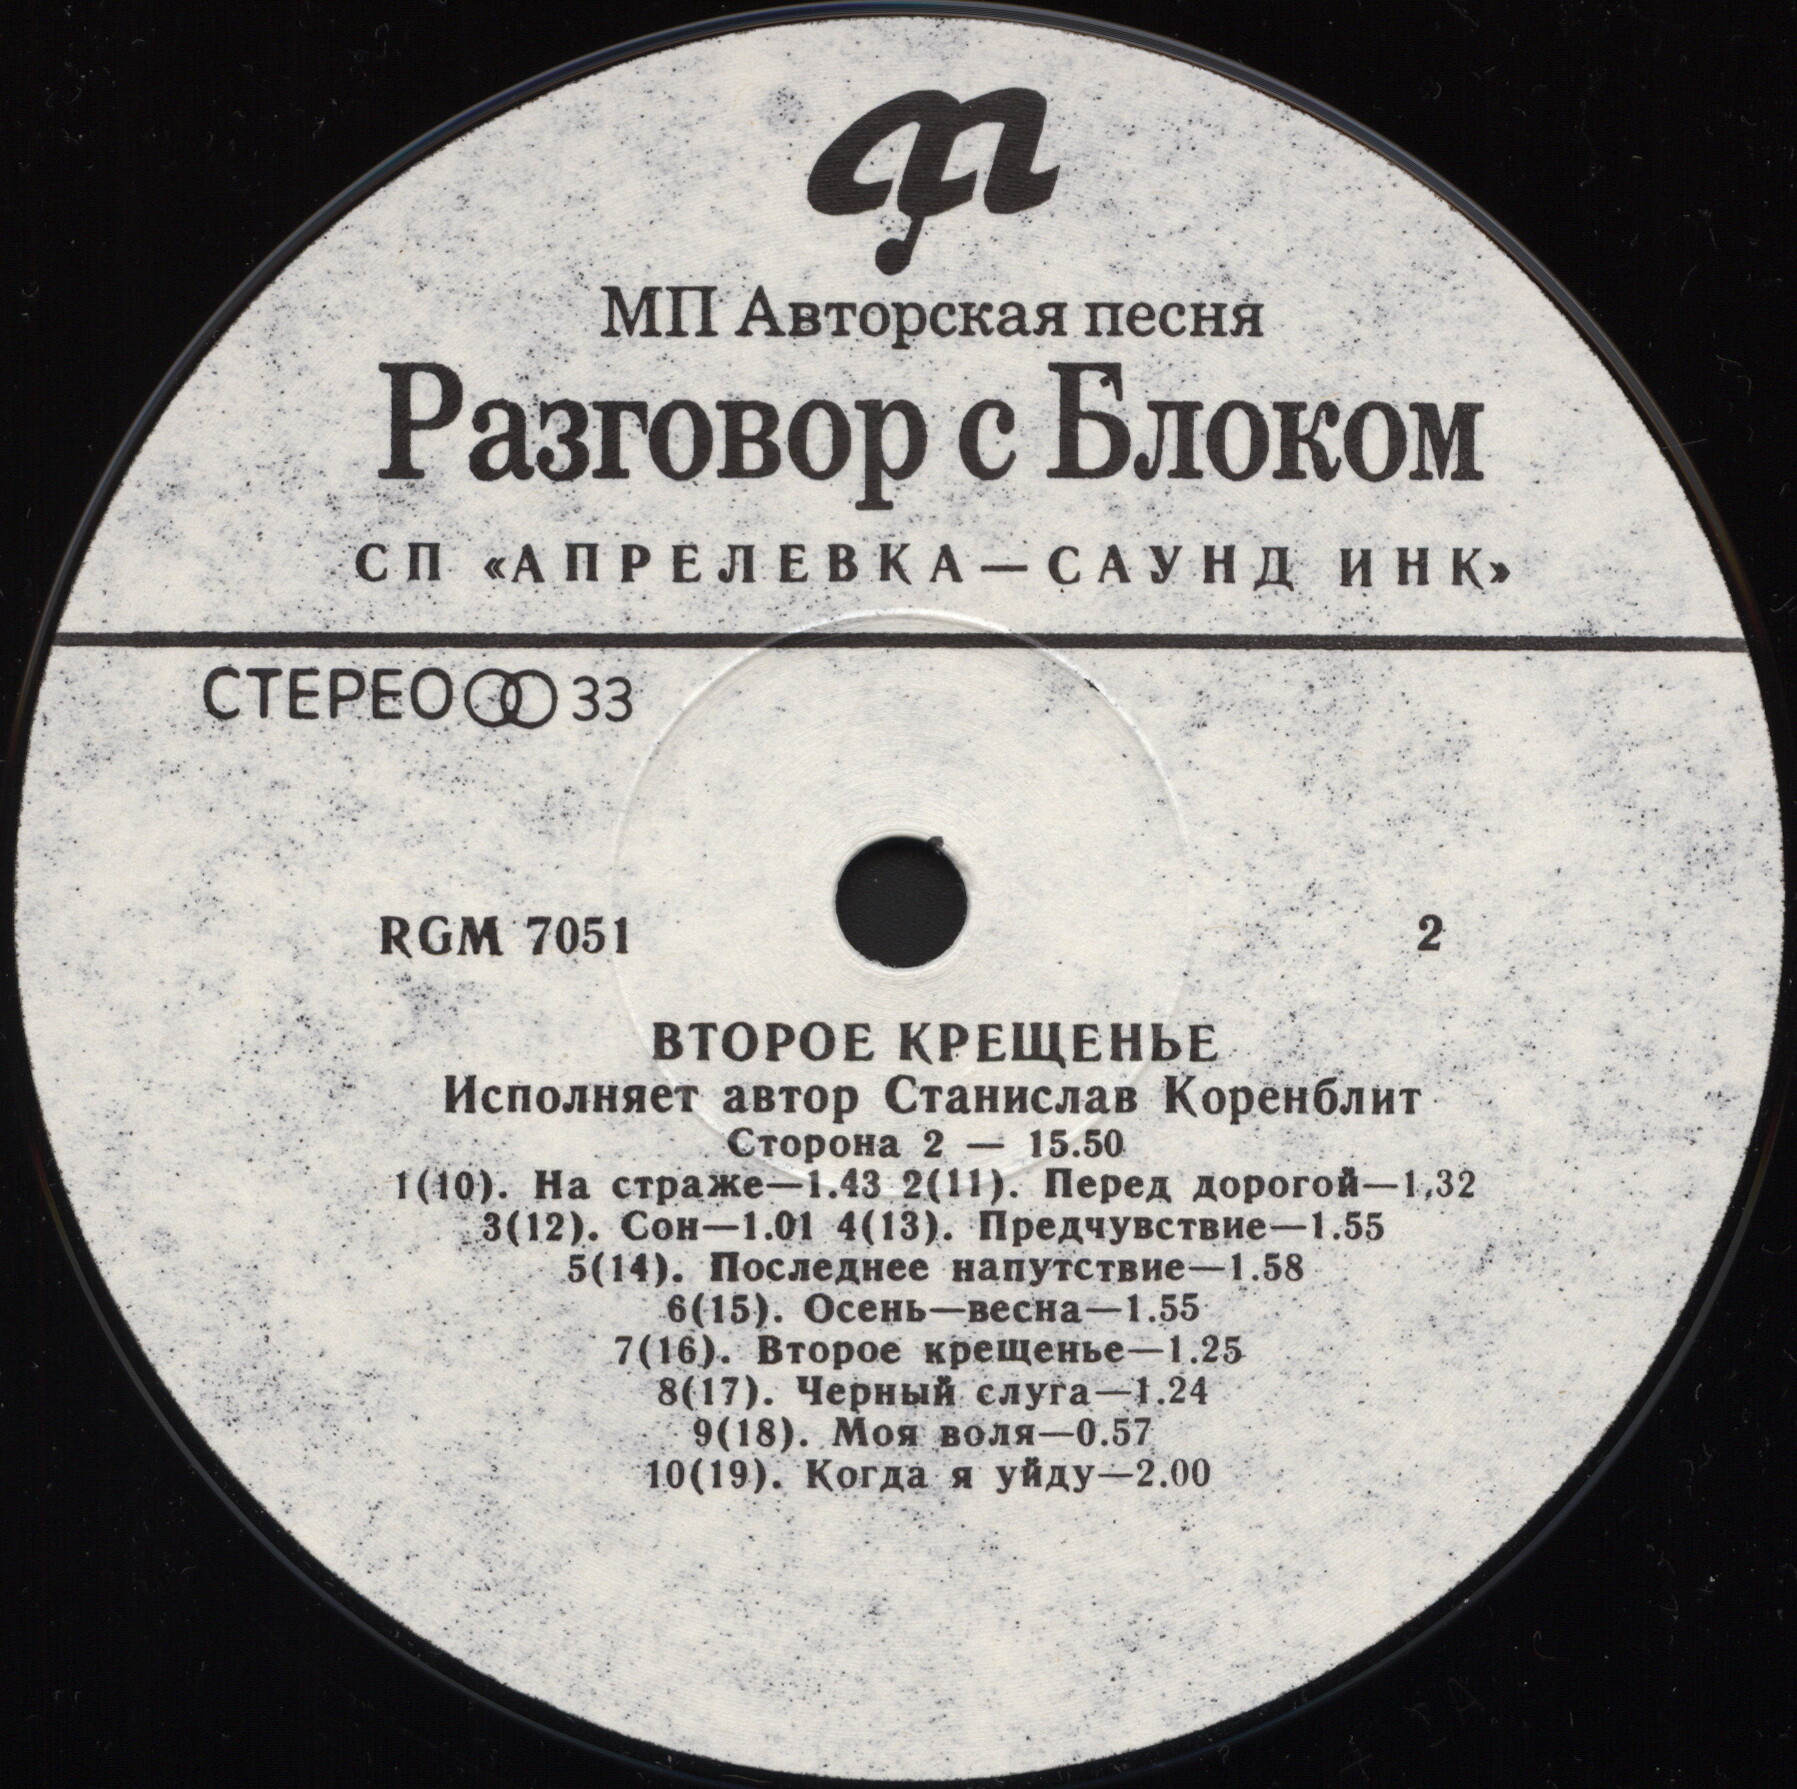 ап
МП Авторская песня
Разговор с Блоком
СП «АПРЕЛЕВКА—САУНД ИНК»
СТЕРЕО 33
RGM 7051 2
ВТОРОЕ КРЕЩЕНЬЕ
Исполняет автор Станислав Коренблит
Сторона 2 — 15.50
1(10). На страже—1.43 2(11). Перед дорогой—1,32
3(12). Сон—1.01 4(13). Предчувствие—1.55
5(14). Последнее напутствие—1.58
6(15). Осень—весна—1.55
7(16). Второе крещенье—1.25
8(17). Черный слуга—1.24
9(18). Моя воля—0.57
10(19). Когда я уйду—2.00